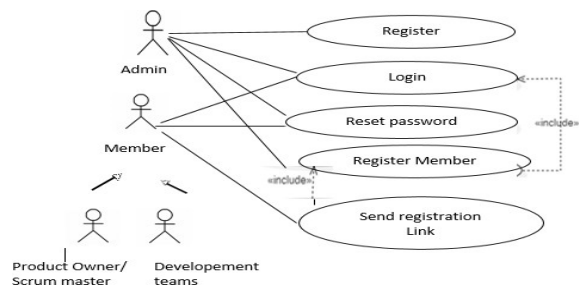 Register
Admin
Login
Reset password
«include»
Member
Register Member
«include»
Send registration
Link
Product Owner/
Scrum master
Developement
teams